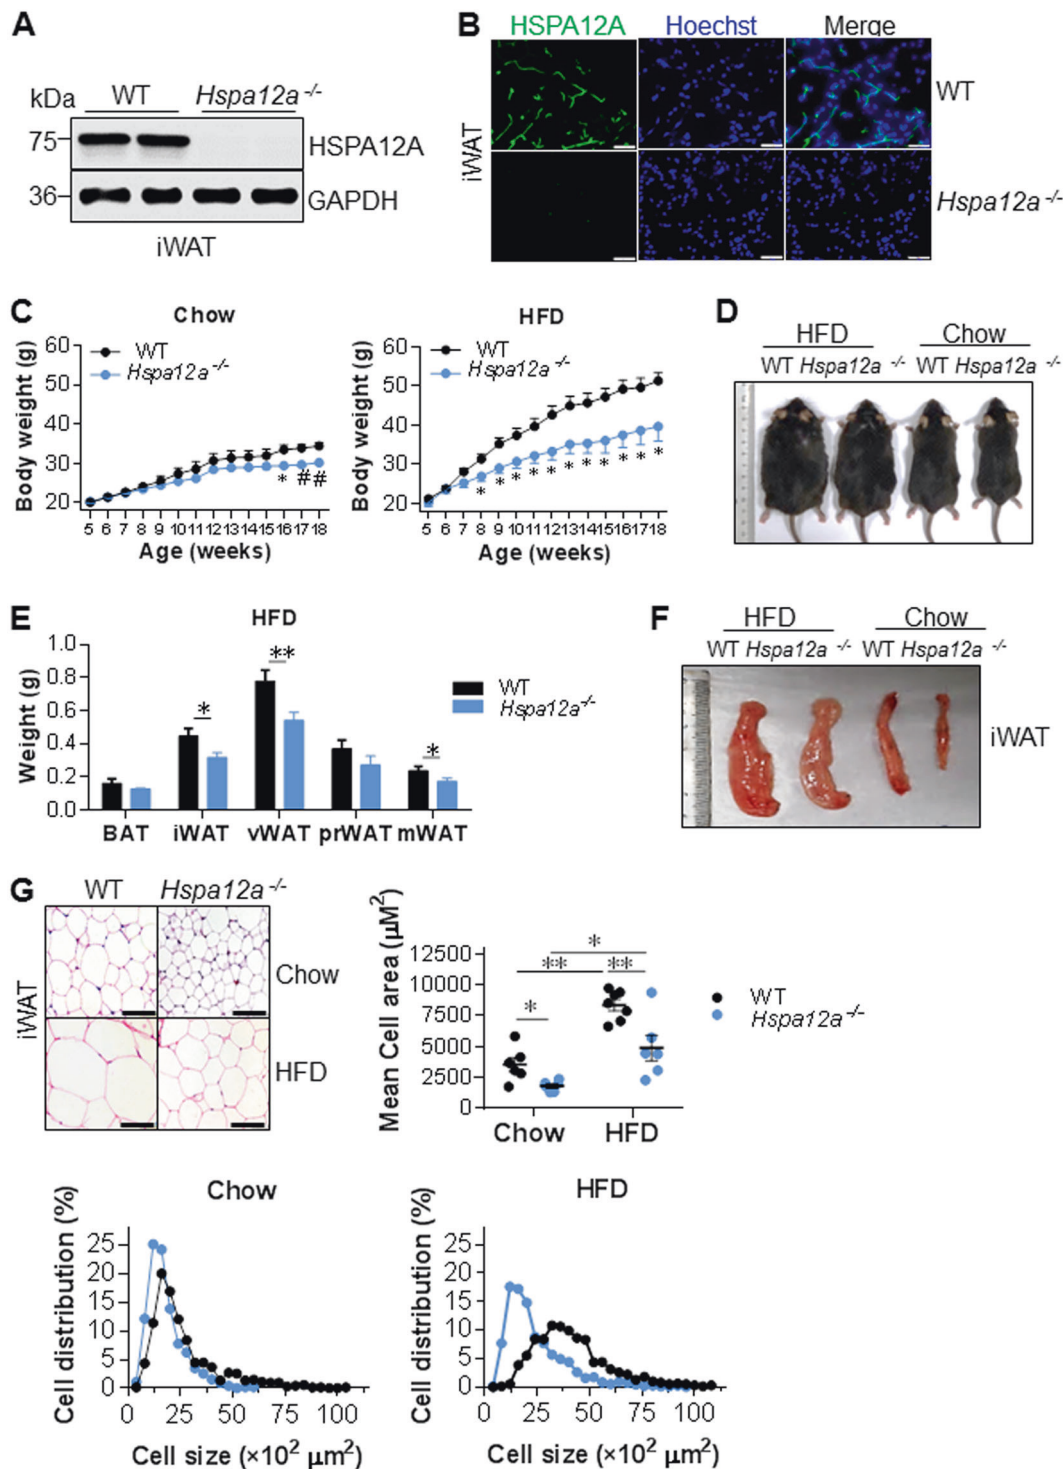 A
kDa WT Hspa12a -/-
75 HSPA12A
36 GAPDH
iWAT
B
HSPA12A Hoechst Merge
iWAT
WT
Hspa12a -/-
C
Chow
Body weight (g)
60
50
40
30
20
WT
Hspa12a -/-
* ##
5 6 7 8 9 10 11 12 13 14 15 16 17 18
Age (weeks)
HFD
Body weight (g)
60
50
40
30
20
WT
Hspa12a -/-
* * * * * * * * * * *
5 6 7 8 9 10 11 12 13 14 15 16 17 18
Age (weeks)
D
HFD Chow
WT Hspa12a -/- WT Hspa12a -/-
E
HFD
Weight (g)
1.0
0.8
0.6
0.4
0.2
0.0
* ** *
WT
Hspa12a-/-
BAT iWAT vWAT prWAT mWAT
F
HFD Chow
WT Hspa12a -/- WT Hspa12a -/-
iWAT
G
WT Hspa12a -/-
iWAT
Chow
HFD
Mean Cell area (µM2)
12500
10000
7500
5000
2500
0
*
** **
*
WT
Hspa12a-/-
Chow HFD
Chow
Cell distribution (%)
25
20
15
10
5
0
0 25 50 75 100
Cell size (×102 µm2)
HFD
Cell distribution (%)
25
20
15
10
5
0
0 25 50 75 100
Cell size (×102 µm2)